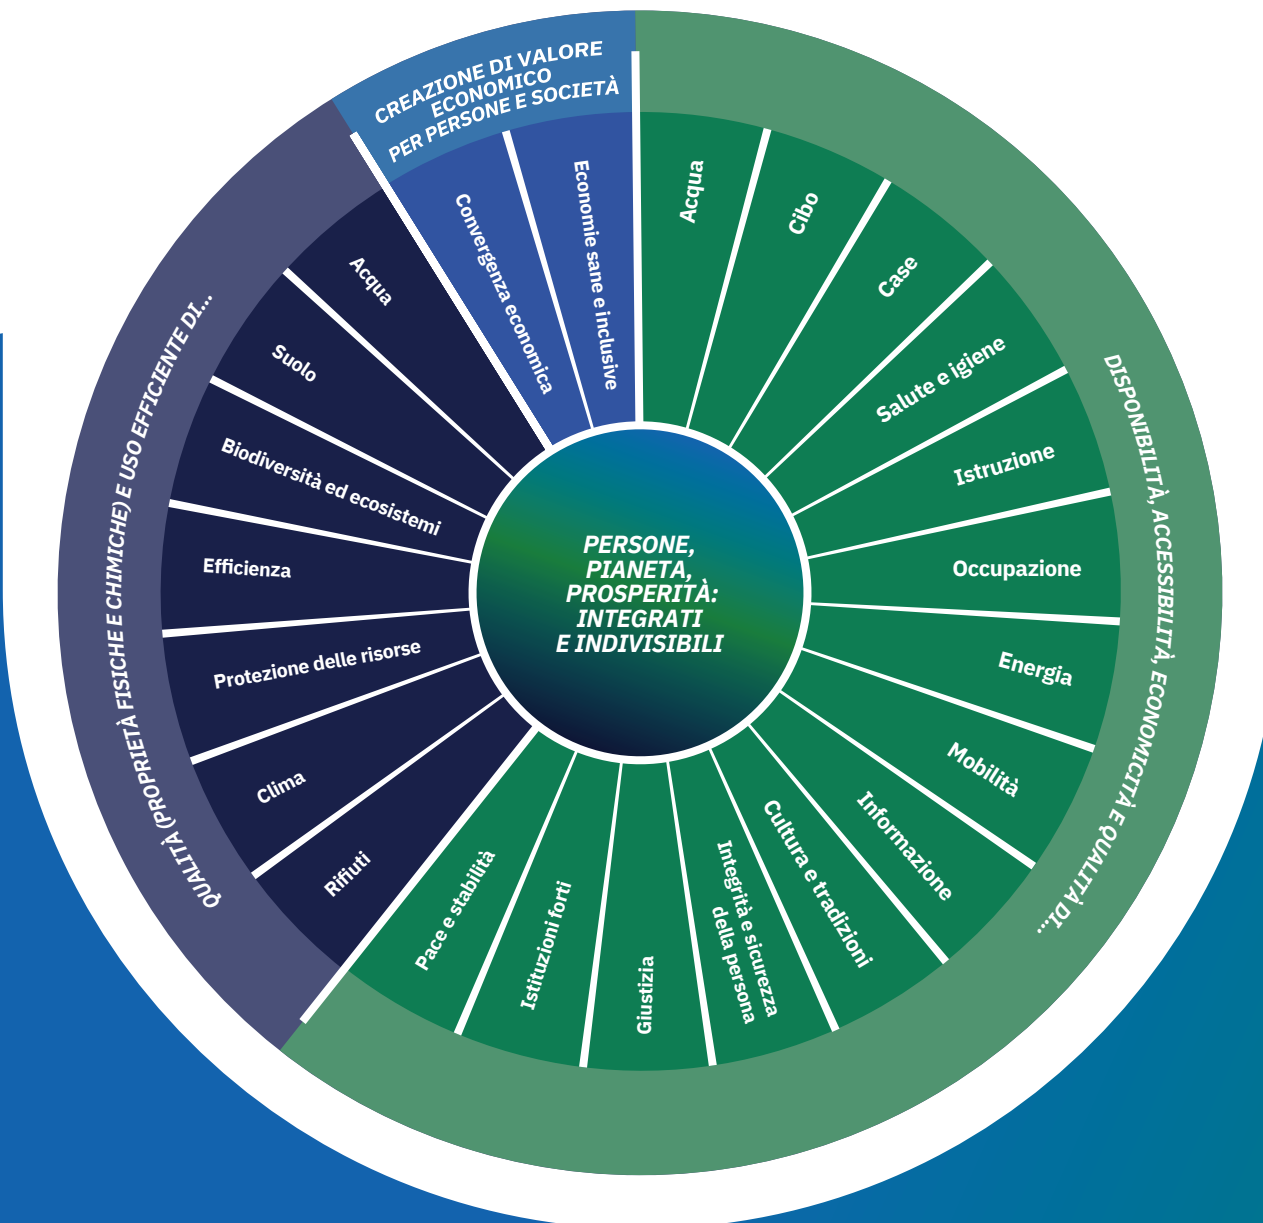 CREAZIONE DI VALORE
ECONOMICO
PER PERSONE E SOCIETÀ
Convergenza economica
Economie sane e inclusive
DISPONIBILITÀ, ACCESSIBILITÀ, ECONOMICITÀ E QUALITÀ DI...
Acqua
Cibo
Case
Salute e igiene
Istruzione
Occupazione
Energia
Mobilità
Informazione
Cultura e tradizioni
Integrità e sicurezza
della persona
Giustizia
Istituzioni forti
Pace e stabilità
QUALITÀ (PROPRIETÀ FISICHE E CHIMICHE) E USO EFFICIENTE DI...
Rifiuti
Clima
Protezione delle risorse
Efficienza
Biodiversità ed ecosistemi
Suolo
Acqua
PERSONE,
PIANETA,
PROSPERITÀ:
INTEGRATI
E INDIVISIBILI